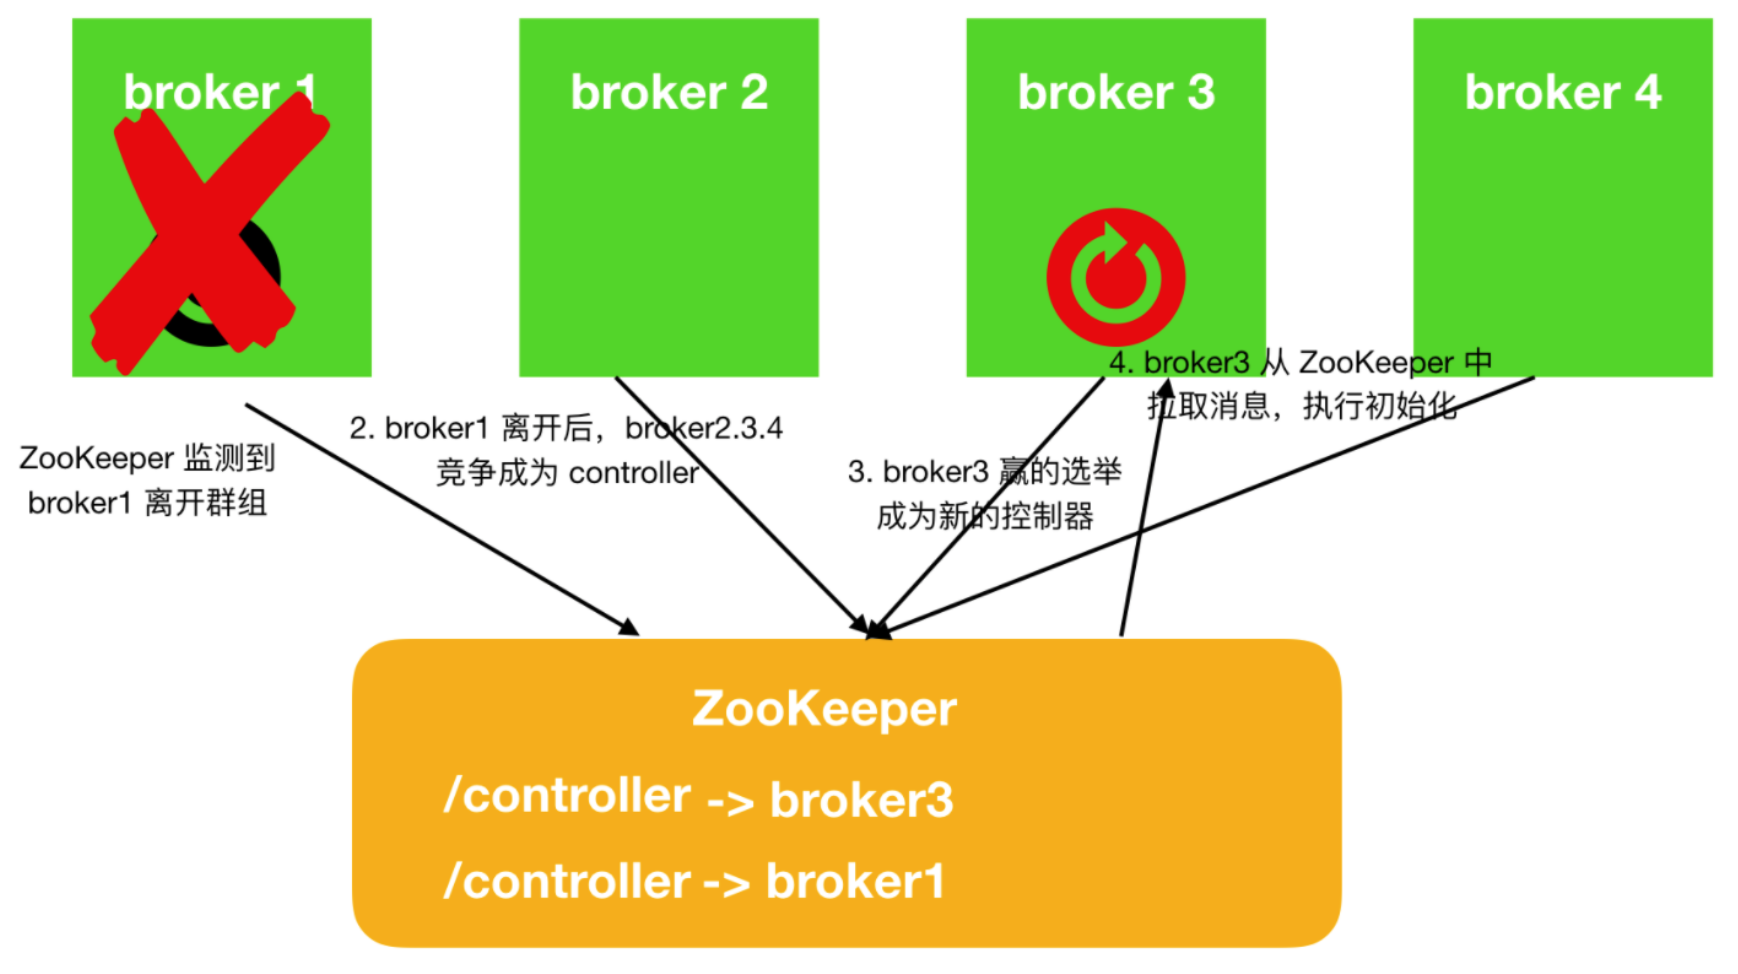 broker 1
broker 2
broker 3
broker 4
ZooKeeper 监测到
broker1 离开群组
2. broker1 离开后，broker2.3.4
竞争成为 controller
3. broker3 赢的选举
成为新的控制器
4. broker3 从 ZooKeeper 中
拉取消息，执行初始化
ZooKeeper
/controller -> broker3
/controller -> broker1